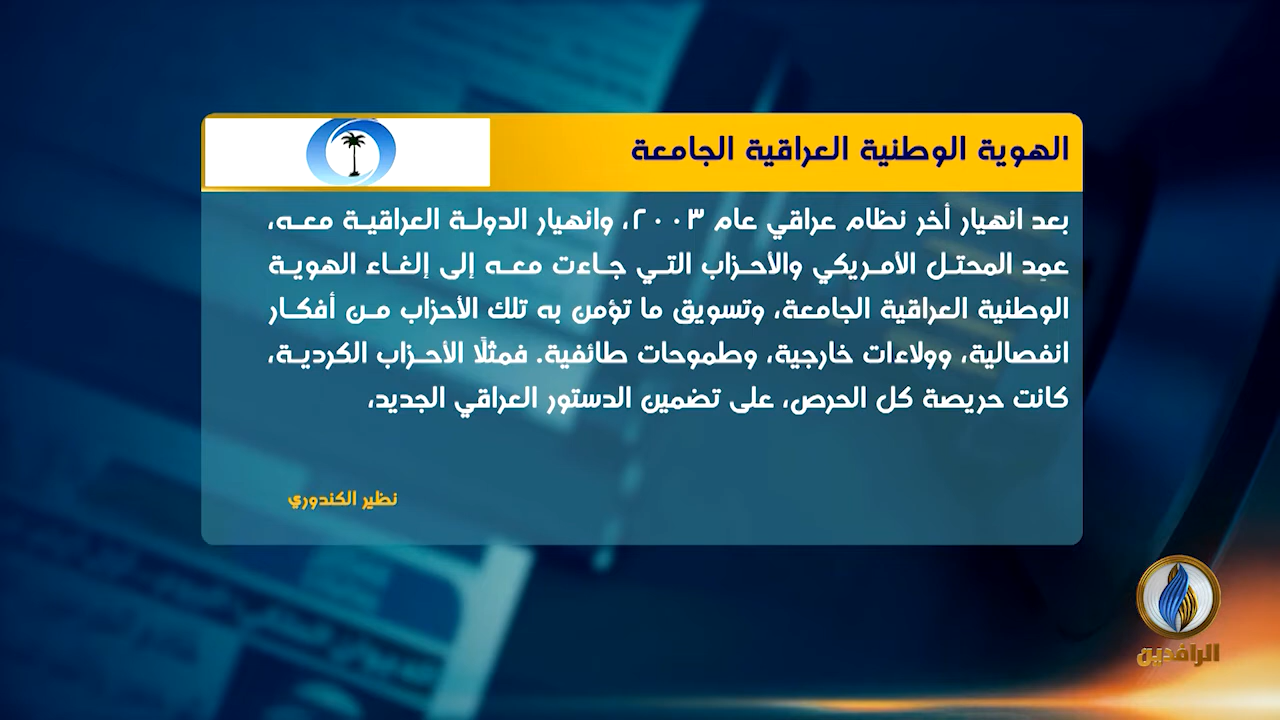 الهوية الوطنية العراقية الجامعة
بعد انهيار أخر نظام عراقي عام ٢٠٠٣، وانهيار الدولة العراقية معه،
عمِد المحتل الأمريكي والأحزاب التي جاءت معه إلى إلغاء الهوية
الوطنية العراقية الجامعة، وتسويق ما تؤمن به تلك الأحزاب من أفكار
انفصالية، وولاءات خارجية، وطموحات طائفية. فمثلًا الأحزاب الكردية،
كانت حريصة كل الحرص، على تضمين الدستور العراقي الجديد،
نظير الكندوري
الرافدين